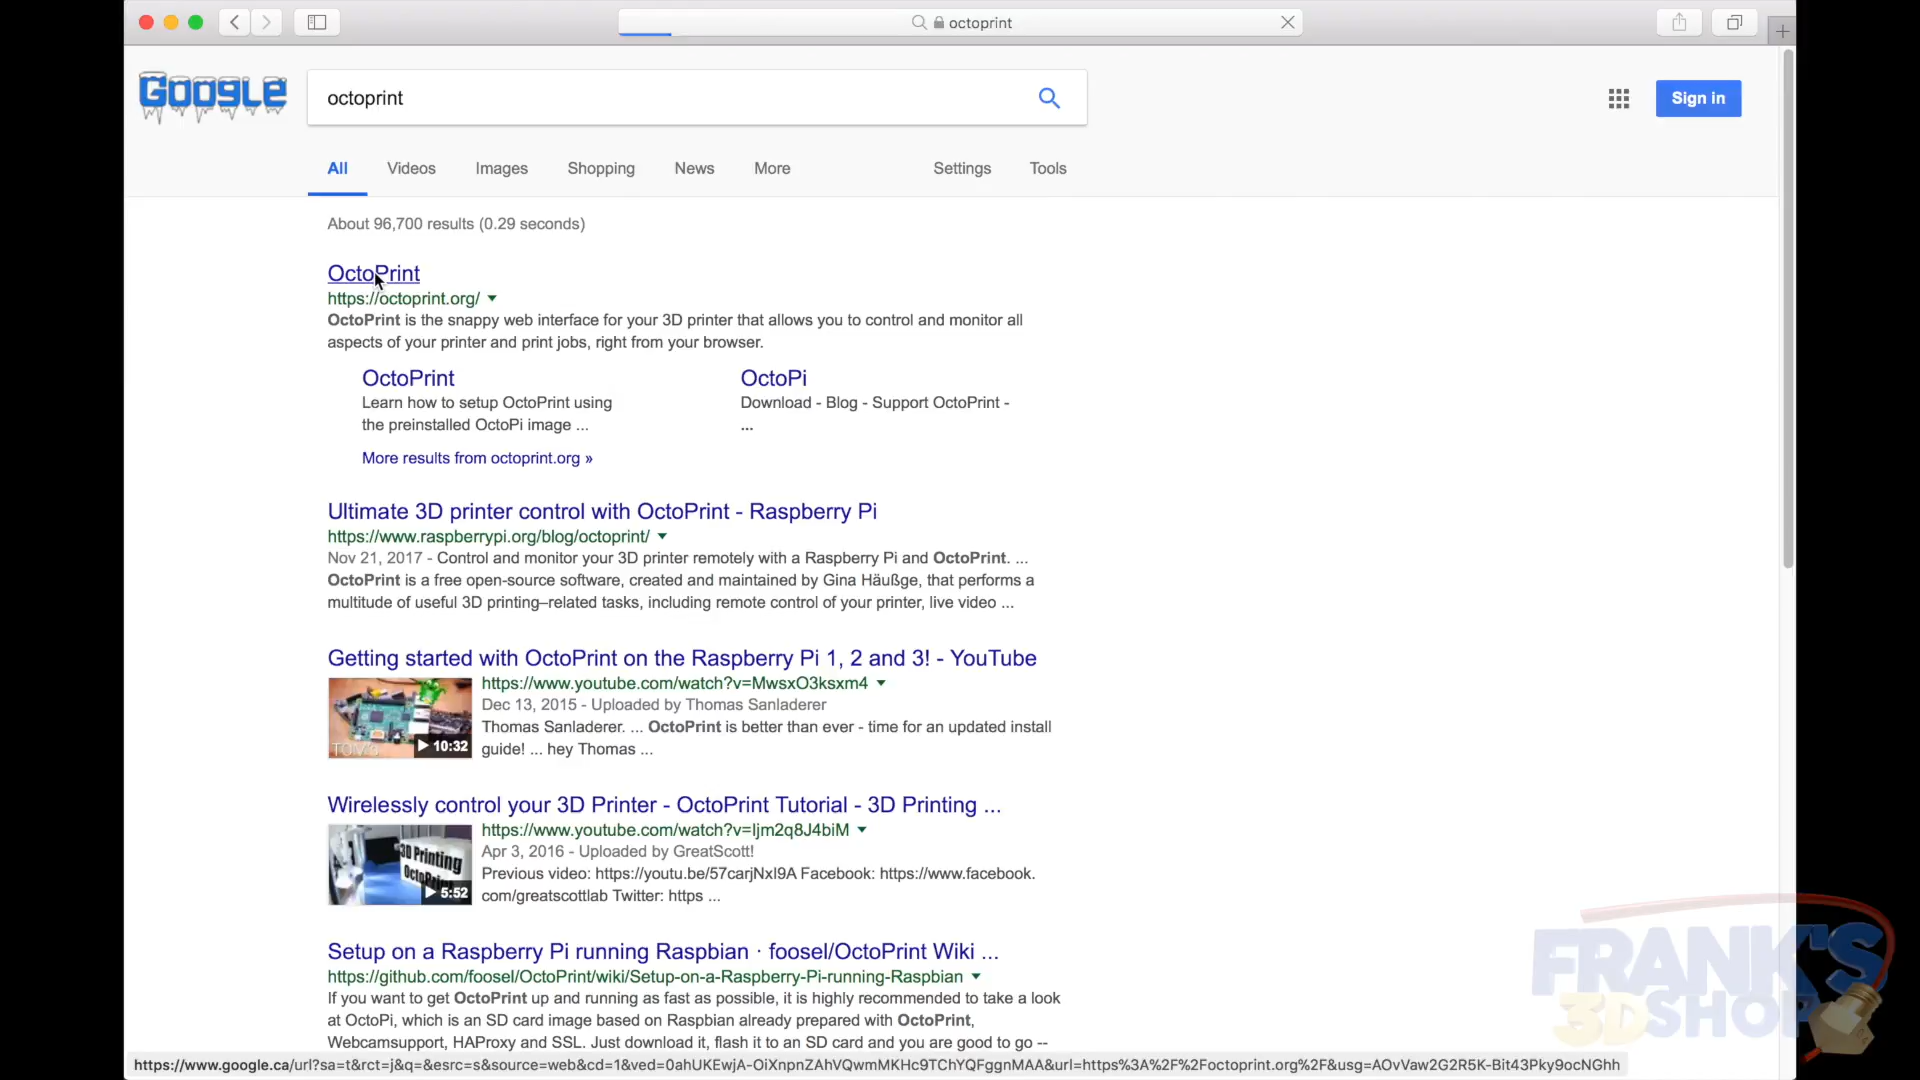 octoprint
Google
octoprint
Sign in
All Videos Images Shopping News More Settings Tools
About 96,700 results (0.29 seconds)
OctoPrint
https://octoprint.org/
OctoPrint is the snappy web interface for your 3D printer that allows you to control and monitor all
aspects of your printer and print jobs, right from your browser.
OctoPrint
Learn how to setup OctoPrint using
the preinstalled OctoPi image ...
OctoPi
Download - Blog - Support OctoPrint -
...
More results from octoprint.org »
Ultimate 3D printer control with OctoPrint - Raspberry Pi
https://www.raspberrypi.org/blog/octoprint/
Nov 21, 2017 - Control and monitor your 3D printer remotely with a Raspberry Pi and OctoPrint. ...
OctoPrint is a free open-source software, created and maintained by Gina Häußge, that performs a
multitude of useful 3D printing–related tasks, including remote control of your printer, live video ...
Getting started with OctoPrint on the Raspberry Pi 1, 2 and 3! - YouTube
https://www.youtube.com/watch?v=MwsxO3ksxm4
Dec 13, 2015 - Uploaded by Thomas Sanladerer
Thomas Sanladerer. ... OctoPrint is better than ever - time for an updated install
guide! ... hey Thomas ...
10:32
Wirelessly control your 3D Printer - OctoPrint Tutorial - 3D Printing ...
https://www.youtube.com/watch?v=ljm2q8J4biM
Apr 3, 2016 - Uploaded by GreatScott!
Previous video: https://youtu.be/57carjNxI9A Facebook: https://www.facebook.
com/greatscottlab Twitter: https ...
3D Printing
OctoPrint
5:52
Setup on a Raspberry Pi running Raspbian · foosel/OctoPrint Wiki ...
https://github.com/foosel/OctoPrint/wiki/Setup-on-a-Raspberry-Pi-running-Raspbian
If you want to get OctoPrint up and running as fast as possible, it is highly recommended to take a look
at OctoPi, which is an SD card image based on Raspbian already prepared with OctoPrint,
Webcamsupport, HAProxy and SSL. Just download it, flash it to an SD card and you are good to go --
https://www.google.ca/url?sa=t&rct=j&q=&esrc=s&source=web&cd=1&ved=0ahUKEwjA-OiXnpnZAhVQwmMKHc9TChYQFggnMAA&url=https%3A%2F%2Foctoprint.org%2F&usg=AOvVaw2G2R5K-Bit43Pky9ocNGhh
FRANK'S
3DSHOP